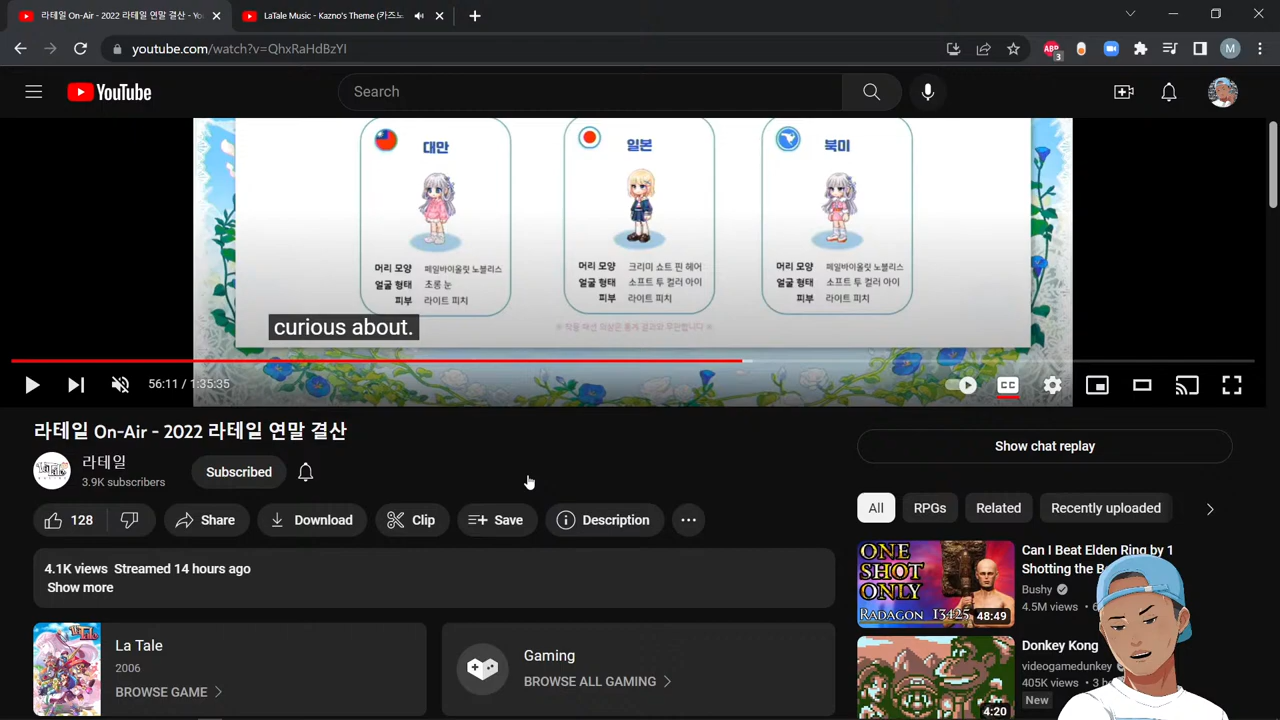 라테일 On-Air - 2022 라테일 연말 결산 - Yo
LaTale Music - Kazno's Theme (카즈노
youtube.com/watch?v=QhxRaHdBzYI
ABP
3
M
YouTube
Search
대만
일본
북미
머리 모양 페일바이올릿 노블리스
얼굴 형태 초롱 눈
피부 라이트 피치
머리 모양 크리미 쇼트 핀 헤어
얼굴 형태 소프트 투 컬러 아이
피부 라이트 피치
머리 모양 페일바이올릿 노블리스
얼굴 형태 소프트 투 컬러 아이
피부 라이트 피치
curious about.
56:11 / 1:35:35
CC
라테일 On-Air - 2022 라테일 연말 결산
라테일
3.9K subscribers
Subscribed
128
Share
Download
Clip
Save
Description
4.1K views Streamed 14 hours ago
Show more
La Tale
2006
BROWSE GAME
Gaming
BROWSE ALL GAMING
Show chat replay
All
RPGs
Related
Recently uploaded
ONE
SHOT
ONLY
RADAGON 13425
48:49
Can I Beat Elden Ring by 1
Shotting the B
Bushy
4.5M views
4:20
Donkey Kong
videogamedunkey
405K views
New